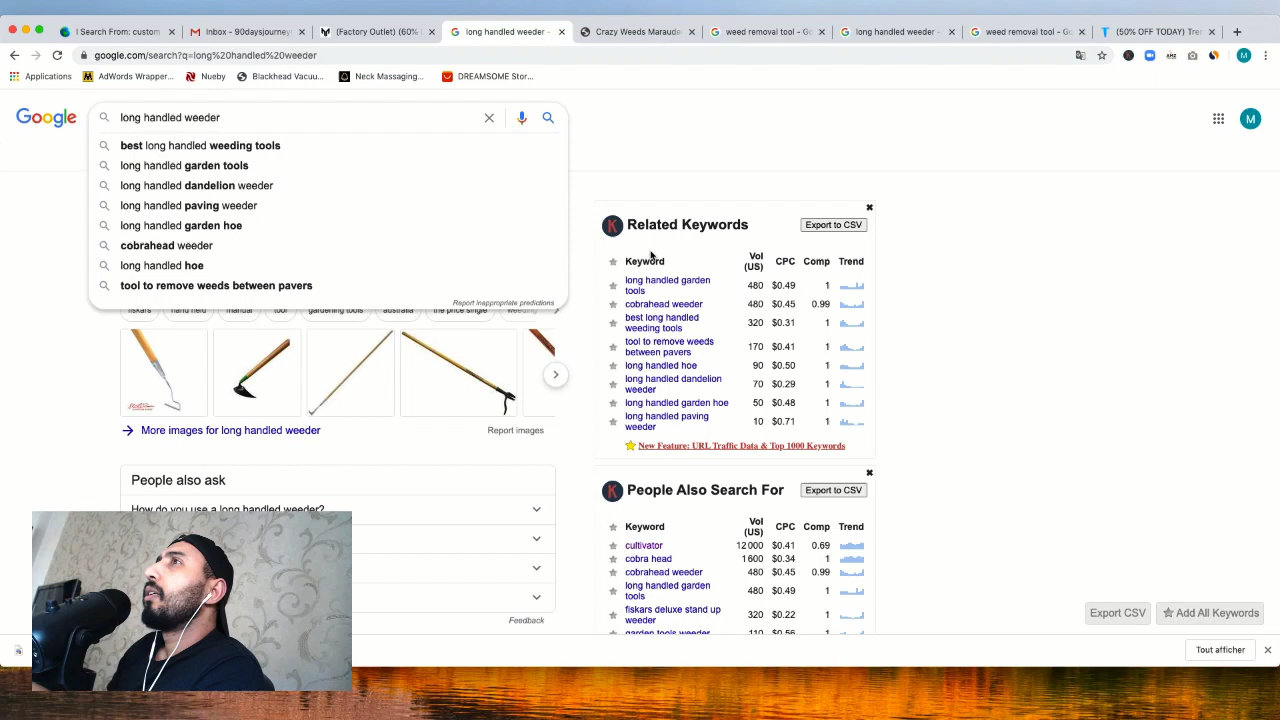 I Search From: custom
Inbox - 90daysjourney
(Factory Outlet) (60%
long handled weeder -
Crazy Weeds Maraude
weed removal tool - Go
long handled weeder -
weed removal tool - Go
(50% OFF TODAY) Tre
google.com/search?q=long%20handled%20weeder
Applications
AdWords Wrapper...
Nueby
Blackhead Vacuu...
Neck Massaging...
DREAMSOME Stor...
Google
long handled weeder
M
best long handled weeding tools
long handled garden tools
long handled dandelion weeder
long handled paving weeder
long handled garden hoe
cobrahead weeder
long handled hoe
tool to remove weeds between pavers
Report inappropriate predictions
fiskars
hand held
manual
tool
gardening tools
australia
the price single
weeding
More images for long handled weeder
Report images
People also ask
How do you use a long handled weeder?
Feedback
Related Keywords
Export to CSV
Keyword Vol (US) CPC Comp Trend
long handled garden tools 480 $0.49 1
cobrahead weeder 480 $0.45 0.99
best long handled weeding tools 320 $0.31 1
tool to remove weeds between pavers 170 $0.41 1
long handled hoe 90 $0.50 1
long handled dandelion weeder 70 $0.29 1
long handled garden hoe 50 $0.48 1
long handled paving weeder 10 $0.71 1
New Feature: URL Traffic Data & Top 1000 Keywords
People Also Search For
Export to CSV
Keyword Vol (US) CPC Comp Trend
cultivator 12 000 $0.41 0.69
cobra head 1 600 $0.34 1
cobrahead weeder 480 $0.45 0.99
long handled garden tools 480 $0.49 1
fiskars deluxe stand up weeder 320 $0.22 1
garden tools weeder 110 $0.56 1
Export CSV
Add All Keywords
Tout afficher